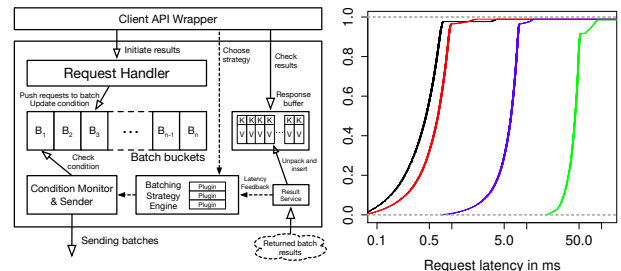 Client API Wrapper
Initiate results
Choose
strategy
Check
results
Request Handler
Push requests to batch
Update condition
Response
buffer
B1
B2
B3
Bn-1
Bn
K K K K K K
V V V V V V
Batch buckets
Check
condition
Unpack and
insert
Condition Monitor
& Sender
Batching
Strategy
Engine
Plugin
Plugin
Plugin
Latency
Feedback
Result
Service
Sending batches
Returned batch
results
1.0
0.8
0.6
0.4
0.2
0.0
0.1 0.5 5.0 50.0
Request latency in ms